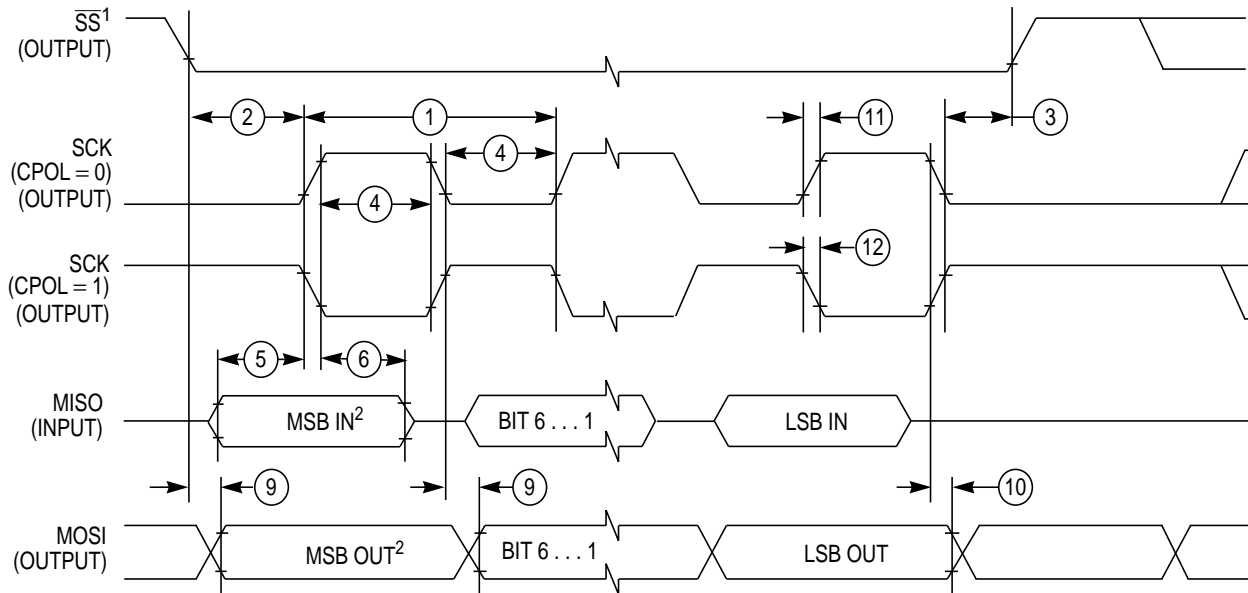 SS¹
(OUTPUT)
2
1
11
3
SCK
(CPOL = 0)
(OUTPUT)
4
4
12
SCK
(CPOL = 1)
(OUTPUT)
5
6
MISO
(INPUT)
MSB IN²
BIT 6 . . . 1
LSB IN
9
9
10
MOSI
(OUTPUT)
MSB OUT²
BIT 6 . . . 1
LSB OUT